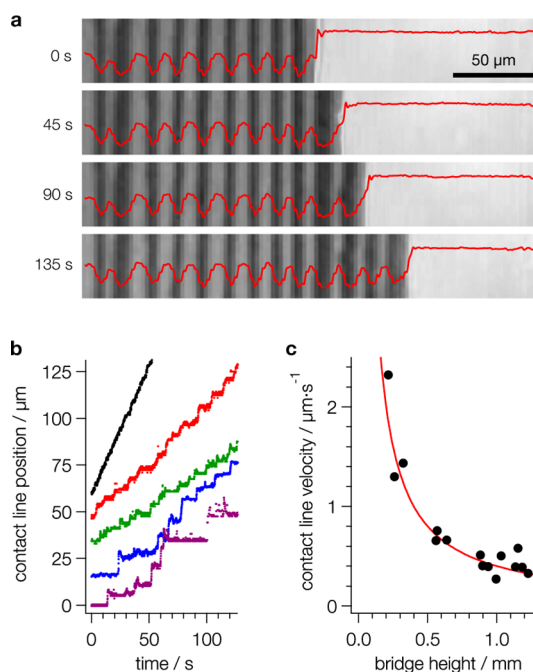 a
0 s
50 µm
45 s
90 s
135 s
b
c
125
100
75
50
25
0
contact line position / µm
0
50
100
time / s
2
1
0
contact line velocity / µm·s⁻¹
0.0
0.5
1.0
bridge height / mm